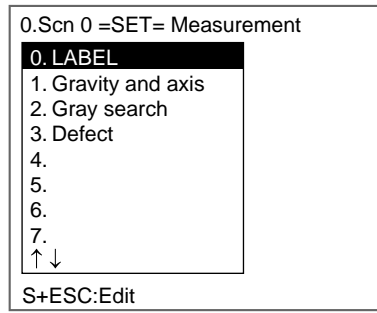 0.Scn 0 =SET= Measurement
0. LABEL
1. Gravity and axis
2. Gray search
3. Defect
4.
5.
6.
7.
↑↓
S+ESC:Edit